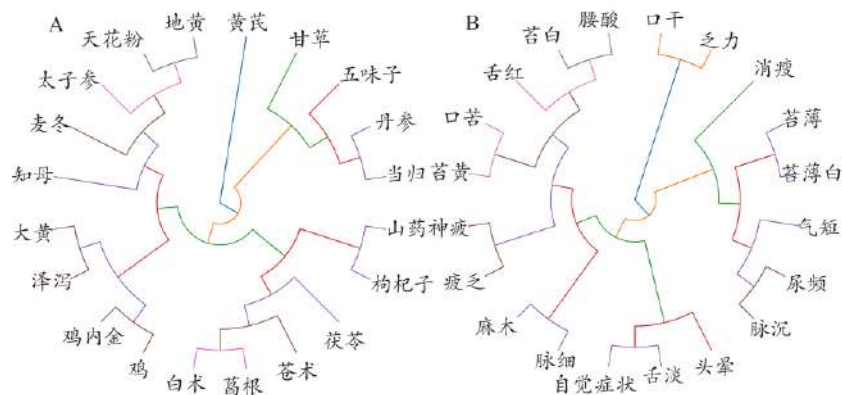 A
黄芪
甘草
五味子
丹参
当归
山药
枸杞子
茯苓
苍术
葛根
白术
鸡
鸡内金
泽泻
大黄
知母
麦冬
太子参
天花粉
地黄
B
口干
乏力
消瘦
苔薄
苔薄白
气短
尿频
脉沉
头晕
舌淡
自觉症状
脉细
麻木
疲乏
神疲
苔黄
口苦
舌红
苔白
腰酸